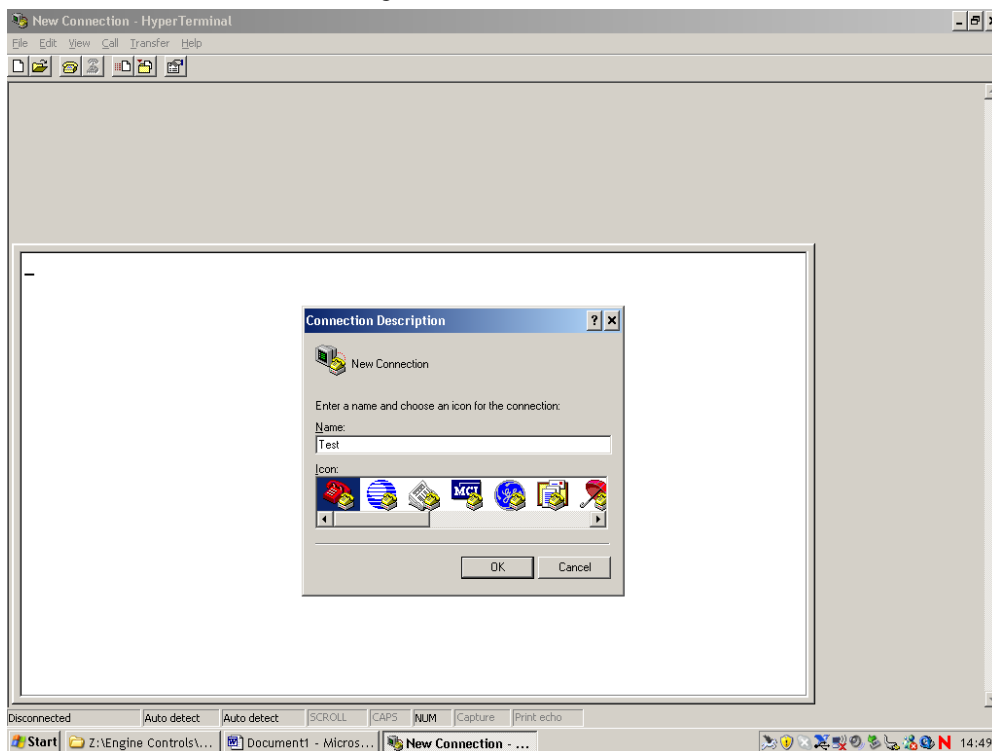 New Connection - HyperTerminal
File Edit View Call Transfer Help
Connection Description
New Connection
Enter a name and choose an icon for the connection:
Name:
Test
Icon:
MCI
OK Cancel
Disconnected Auto detect Auto detect SCROLL CAPS NUM Capture Print echo
Start Z:\Engine Controls\... Document1 - Micros... New Connection - ... N 14:49